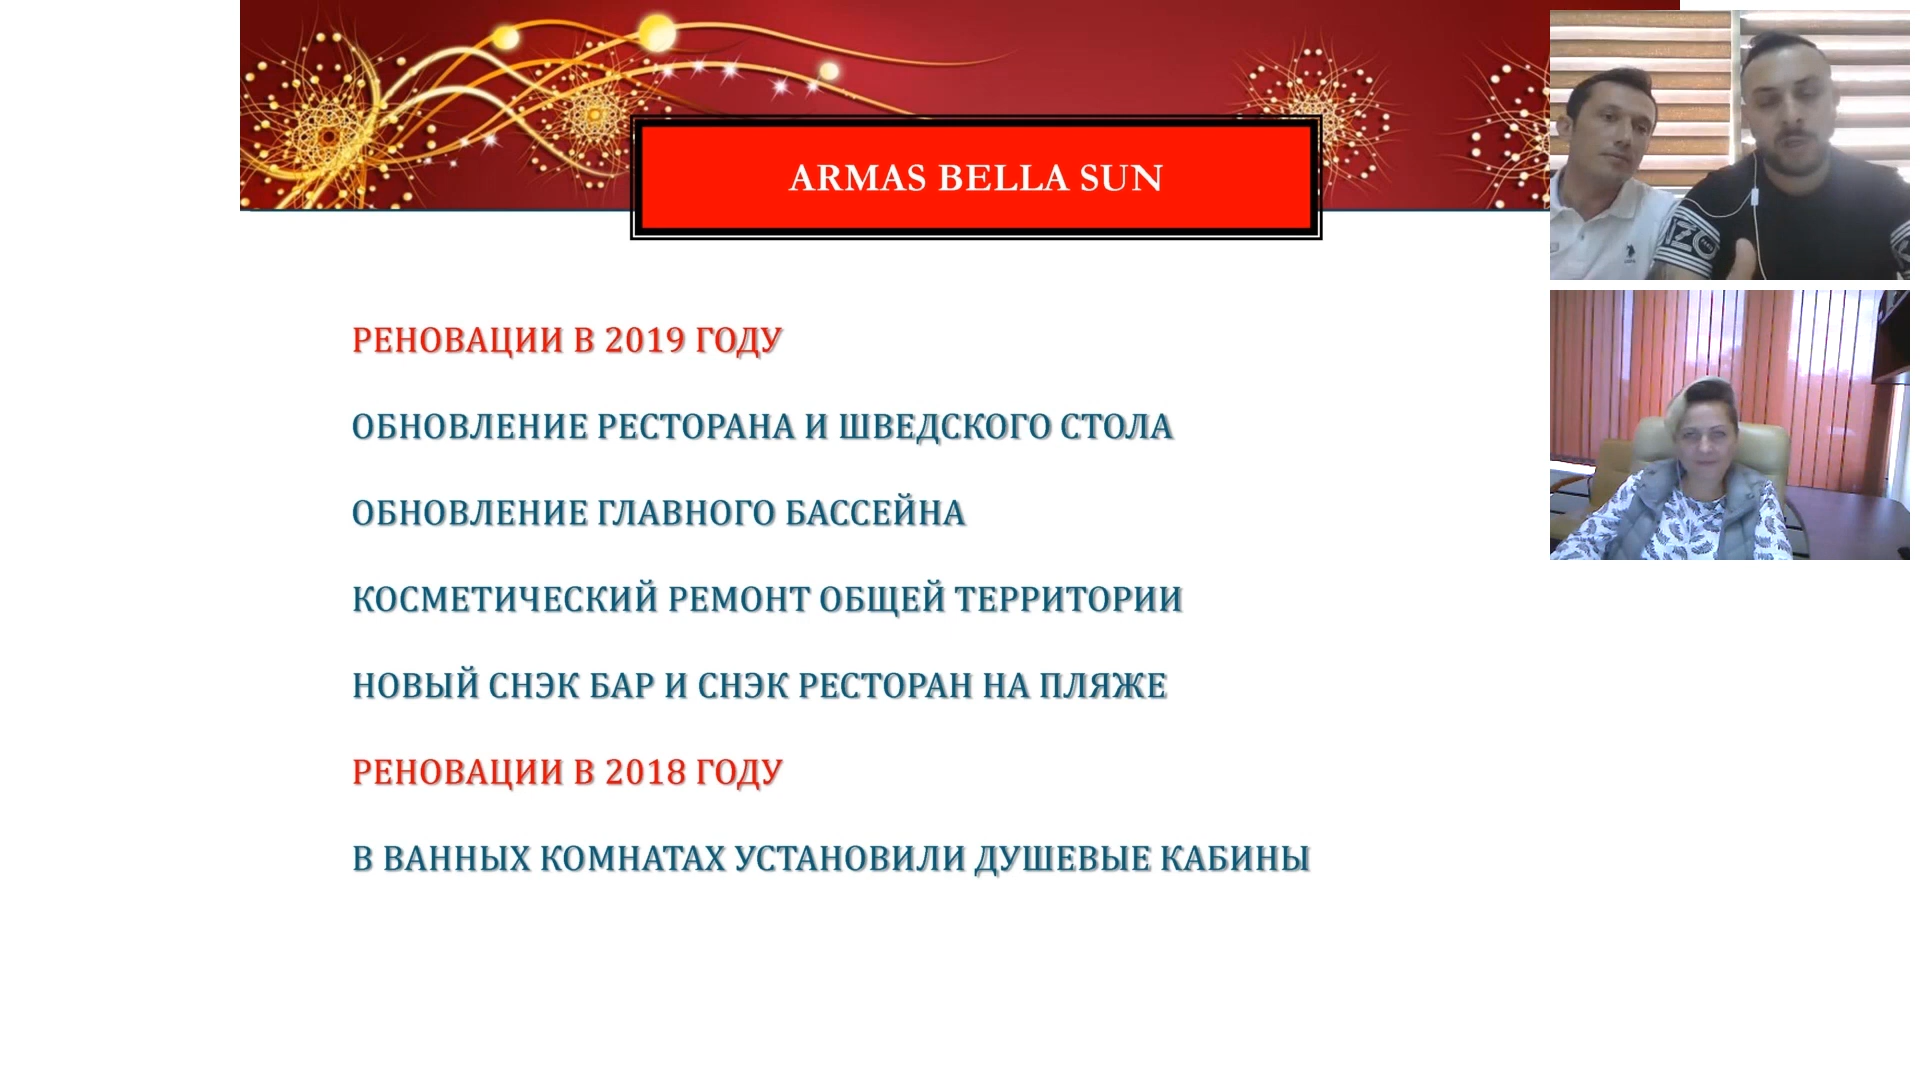 ARMAS BELLA SUN
РЕНОВАЦИИ В 2019 ГОДУ
ОБНОВЛЕНИЕ РЕСТОРАНА И ШВЕДСКОГО СТОЛА
ОБНОВЛЕНИЕ ГЛАВНОГО БАССЕЙНА
КОСМЕТИЧЕСКИЙ РЕМОНТ ОБЩЕЙ ТЕРРИТОРИИ
НОВЫЙ СНЭК БАР И СНЭК РЕСТОРАН НА ПЛЯЖЕ
РЕНОВАЦИИ В 2018 ГОДУ
В ВАННЫХ КОМНАТАХ УСТАНОВИЛИ ДУШЕВЫЕ КАБИНЫ